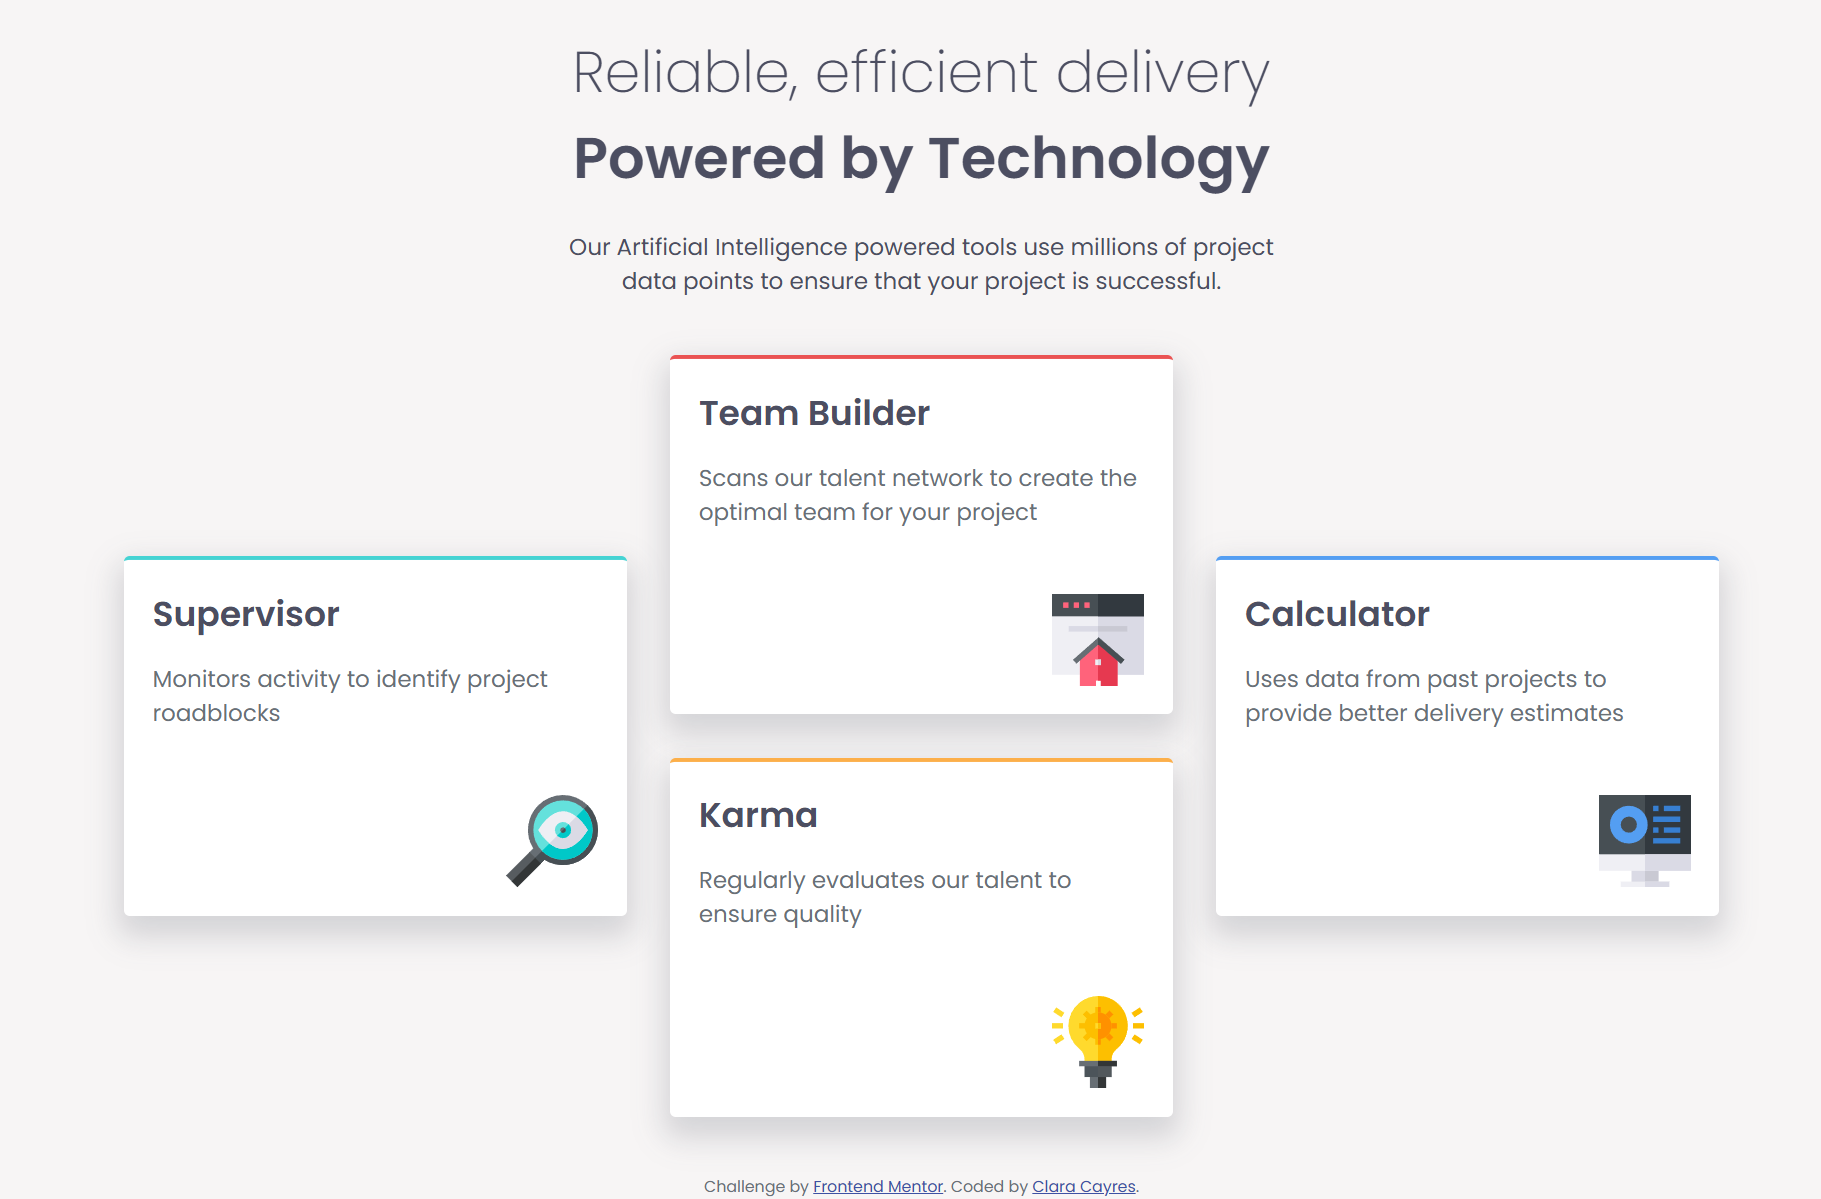 Reliable, efficient delivery
Powered by Technology
Our Artificial Intelligence powered tools use millions of project
data points to ensure that your project is successful.
Supervisor
Monitors activity to identify project
roadblocks
Team Builder
Scans our talent network to create the
optimal team for your project
Karma
Regularly evaluates our talent to
ensure quality
Calculator
Uses data from past projects to
provide better delivery estimates
Challenge by Frontend Mentor. Coded by Clara Cayres.